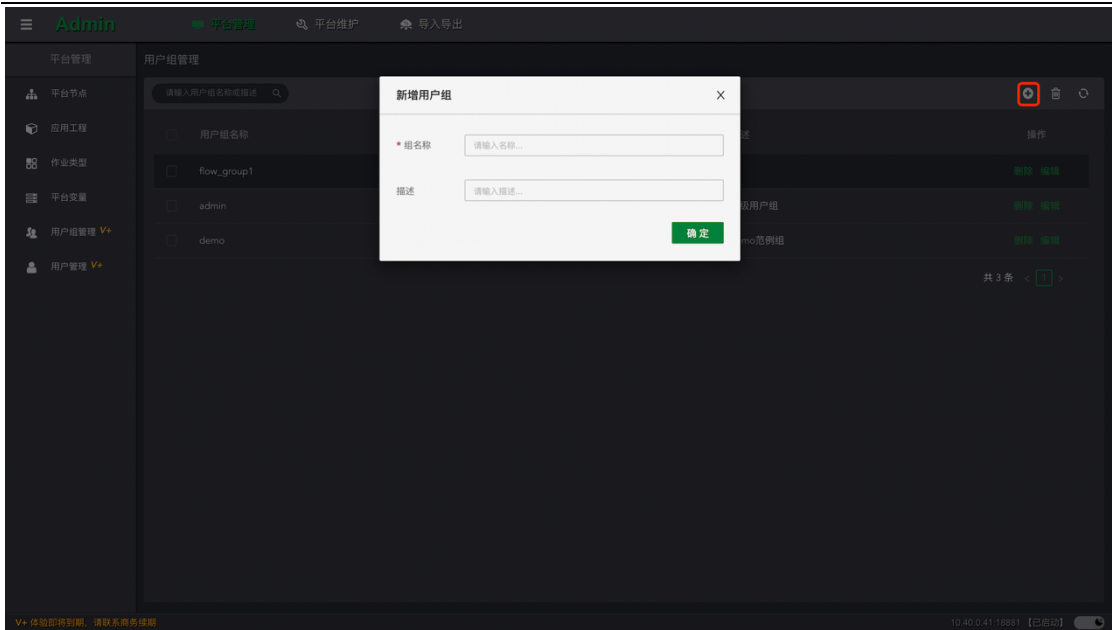 Admin 平台管理 平台维护 导入导出
平台管理 用户组管理
平台节点
请输入用户组名称或描述
新增用户组
应用工程
用户组名称
述 操作
* 组名称 请输入名称...
作业类型
flow_group1 删除 编辑
平台变量
描述 请输入描述...
admin 级用户组 删除 编辑
用户组管理 V+
确 定
demo mo范例组 删除 编辑
用户管理 V+
共 3 条 < 1 >
V+ 体验即将到期，请联系商务续期 10.40.0.41:18881 【已启动】